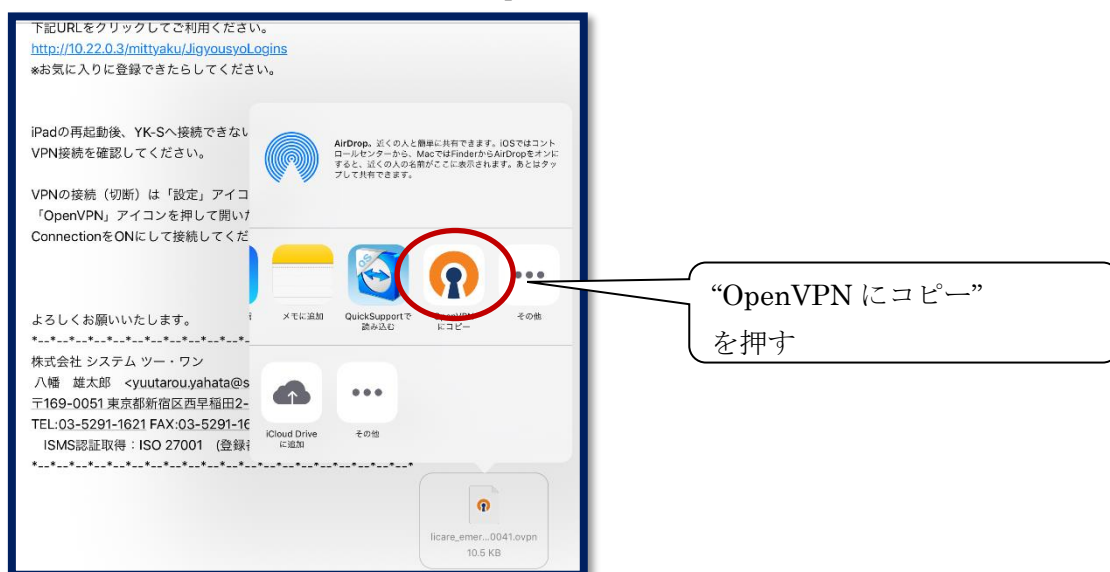 下記URLをクリックしてご利用ください。
http://10.22.0.3/mittyaku/JigyousyoLogins
※お気に入りに登録できたらしてください。
iPadの再起動後、YK-Sへ接続できない
VPN接続を確認してください。
VPNの接続（切断）は「設定」アイコ
「OpenVPN」アイコンを押して開いた
ConnectionをONにして接続してくだ
よろしくお願いいたします。
*--*--*--*--*--*--*--*--*--*--*--
株式会社 システム ツー・ワン
八幡 雄太郎 <yuutarou.yahata@s
〒169-0051 東京都新宿区西早稲田2-
TEL:03-5291-1621 FAX:03-5291-16
ISMS認証取得：ISO 27001 (登録
*--*--*--*--*--*--*--*--*--*--*--*--*--*--*--*--*--*
AirDrop。近くの人と簡単に共有できます。iOSではコント
ロールセンターから、MacではFinderからAirDropをオンに
すると、近くの人の名前がここに表示されます。あとはタッ
プして共有できます。
メモに追加
QuickSupportで
読み込む
OpenVPN
にコピー
その他
iCloud Drive
に追加
その他
licare_emer...0041.ovpn
10.5 KB
“OpenVPN にコピー”
を押す